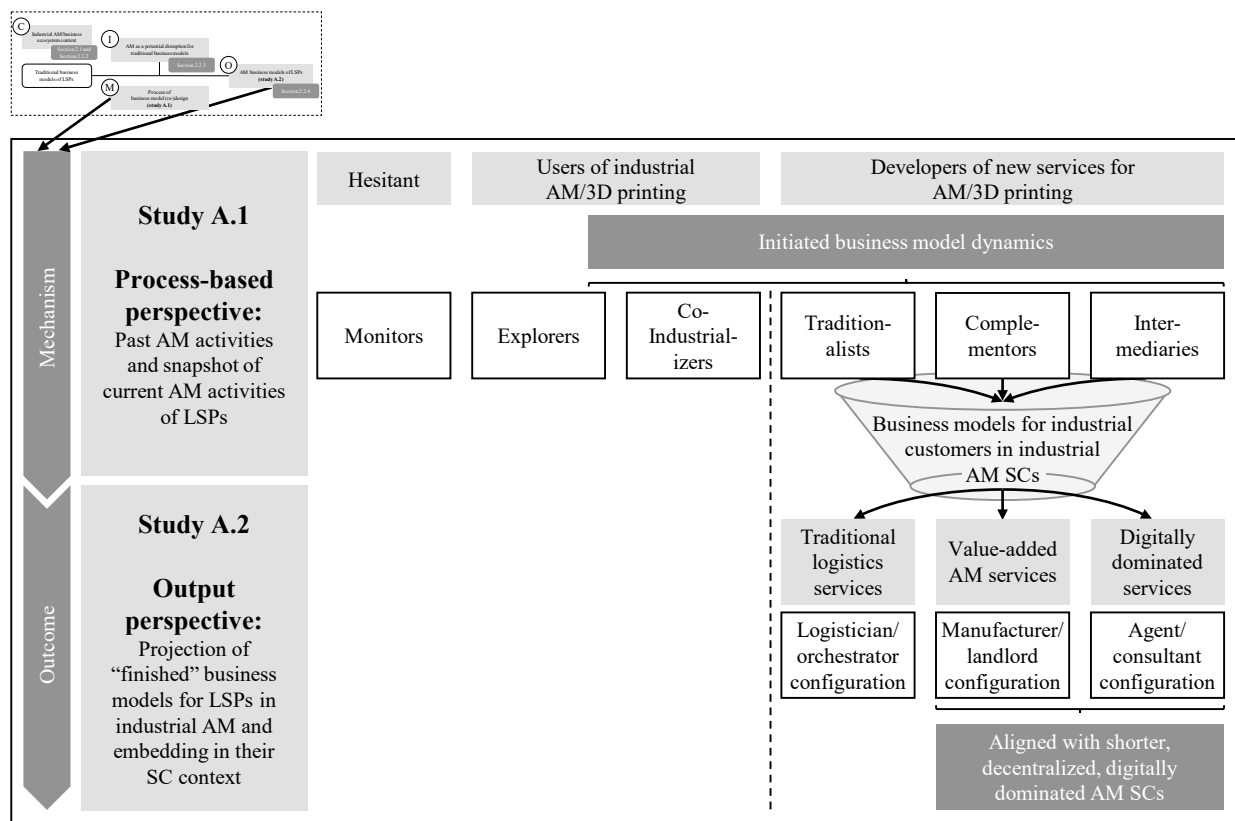 C
Industrial AM/business
ecosystem context
Section 2.1 and
Section 2.2.2
I
AM as a potential disruption for
traditional business models
Section 2.2.3
Traditional business
models of LSPs
O
AM business models of LSPs
(study A.2)
Section 2.2.4
M
Process of
business model (re-)design
(study A.1)
Mechanism
Study A.1
Process-based
perspective:
Past AM activities
and snapshot of
current AM activities
of LSPs
Hesitant
Users of industrial
AM/3D printing
Developers of new services for
AM/3D printing
Initiated business model dynamics
Monitors
Explorers
Co-
Industrial-
izers
Tradition-
alists
Comple-
mentors
Inter-
mediaries
Business models for industrial
customers in industrial
AM SCs
Outcome
Study A.2
Output
perspective:
Projection of
“finished” business
models for LSPs in
industrial AM and
embedding in their
SC context
Traditional
logistics
services
Value-added
AM services
Digitally
dominated
services
Logistician/
orchestrator
configuration
Manufacturer/
landlord
configuration
Agent/
consultant
configuration
Aligned with shorter,
decentralized, digitally
dominated AM SCs